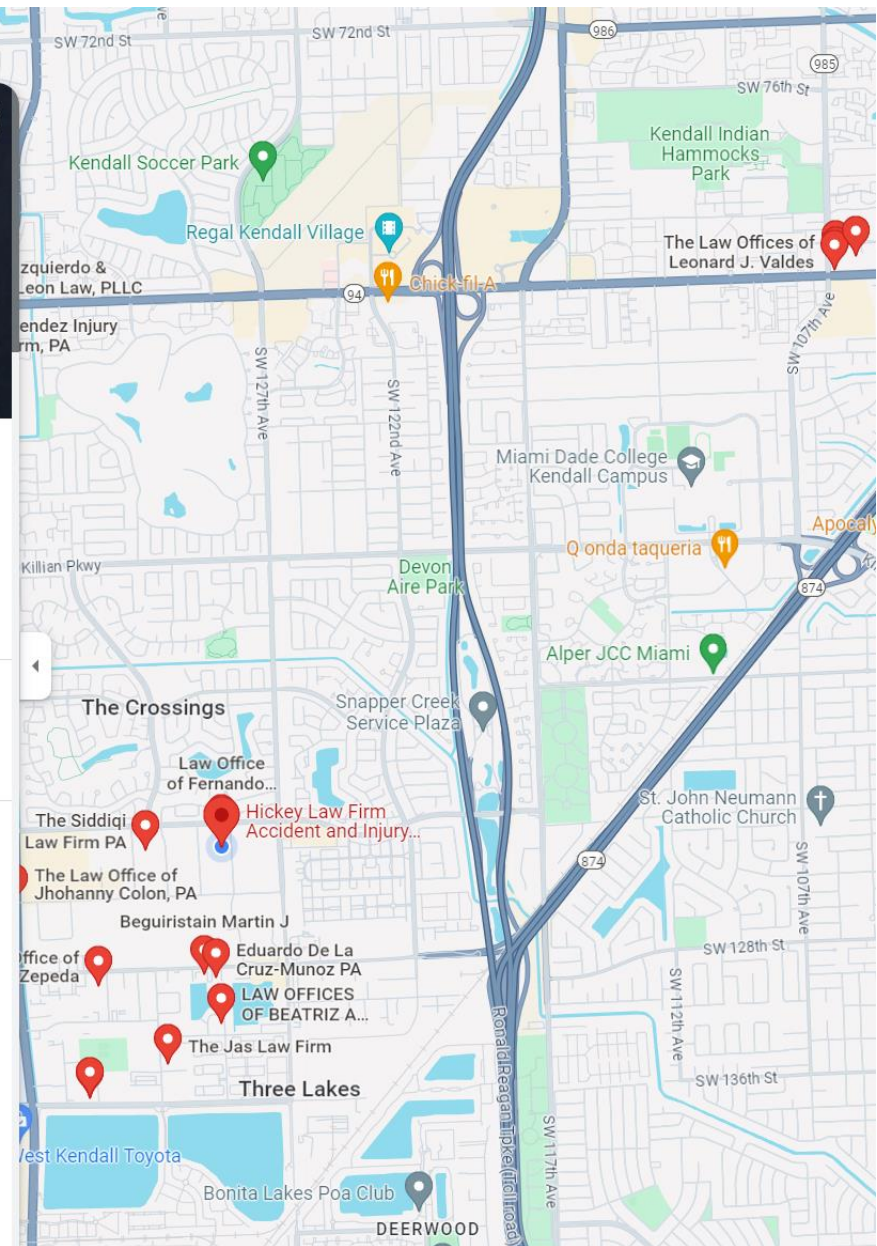 SW 72nd St
SW 72nd St
986
985
SW 76th St
Kendall Indian
Hammocks
Park
Kendall Soccer Park
Regal Kendall Village
The Law Offices of
Leonard J. Valdes
zquierdo &
Leon Law, PLLC
Chick-fil-A
94
endez Injury
rm, PA
SW 107th Ave
SW 127th Ave
SW 122nd Ave
Miami Dade College
Kendall Campus
Apocaly
Q onda taqueria
Killian Pkwy
Devon
Aire Park
874
Alper JCC Miami
The Crossings
Snapper Creek
Service Plaza
Law Office
of Fernando...
Hickey Law Firm
Accident and Injury...
St. John Neumann
Catholic Church
The Siddiqi
Law Firm PA
874
The Law Office of
Jhohanny Colon, PA
SW 107th Ave
Beguiristain Martin J
ffice of
Zepeda
Eduardo De La
Cruz-Munoz PA
SW 128th St
LAW OFFICES
OF BEATRIZ A...
SW 112th Ave
The Jas Law Firm
Ronald Reagan Tpke (Toll road)
Three Lakes
SW 136th St
SW 117th Ave
West Kendall Toyota
Bonita Lakes Poa Club
DEERWOOD